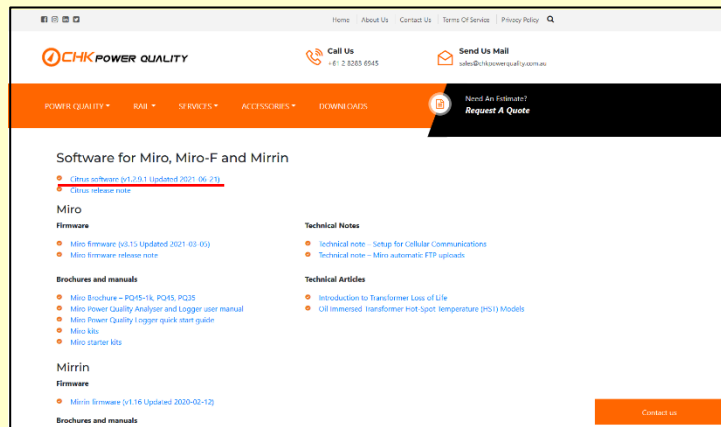 Home About Us Contact Us Terms Of Service Privacy Policy
CHK POWER QUALITY
Call Us
+61 2 8283 6945
Send Us Mail
sales@chkpowerquality.com.au
POWER QUALITY RAIL SERVICES ACCESSORIES DOWNLOADS
Need An Estimate?
Request A Quote
Software for Miro, Miro-F and Mirrin
Citrus software (v1.2.9.1 Updated 2021-06-21)
Citrus release note
Miro
Firmware
Miro firmware (v3.15 Updated 2021-03-05)
Miro firmware release note
Technical Notes
Technical note – Setup for Cellular Communications
Technical note – Miro automatic FTP uploads
Brochures and manuals
Miro Brochure – PQ45-1k, PQ45, PQ35
Miro Power Quality Analyser and Logger user manual
Miro Power Quality Logger quick start guide
Miro kits
Miro starter kits
Technical Articles
Introduction to Transformer Loss of Life
Oil Immersed Transformer Hot-Spot Temperature (HST) Models
Mirrin
Firmware
Mirrin firmware (v1.16 Updated 2020-02-12)
Brochures and manuals
Contact us